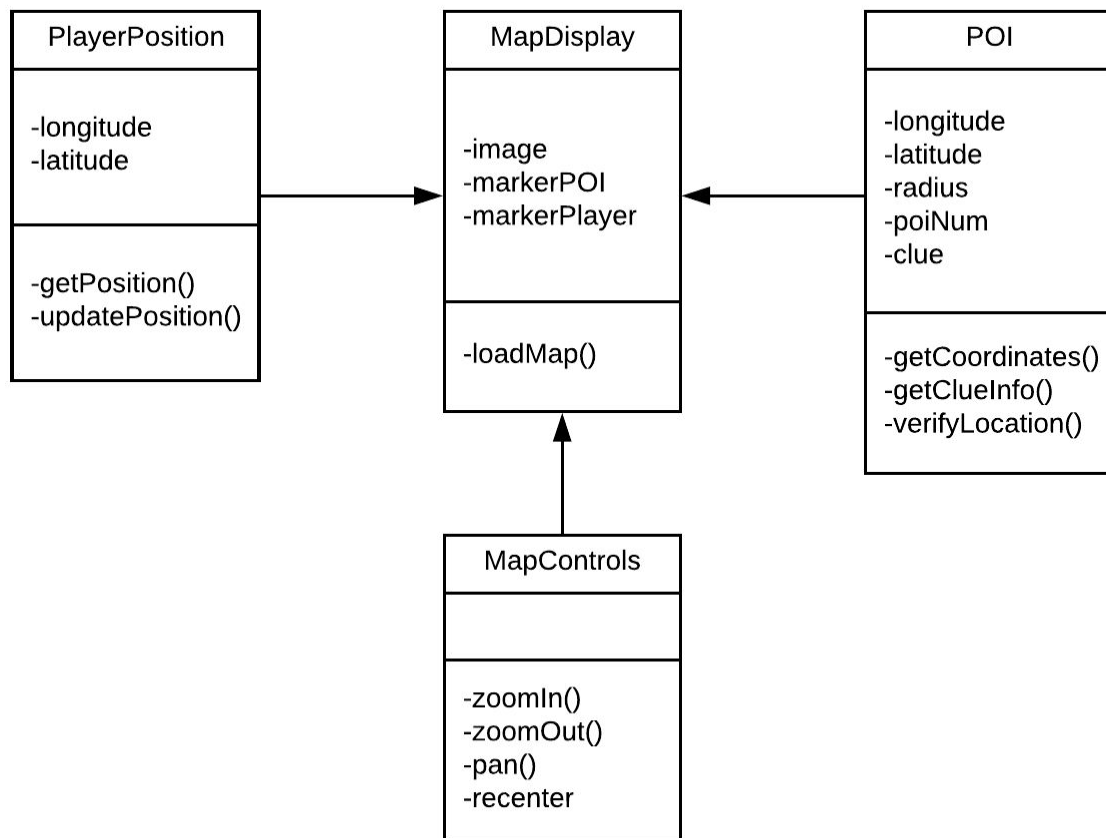 PlayerPosition
-longitude
-latitude
-getPosition()
-updatePosition()
MapDisplay
-image
-markerPOI
-markerPlayer
-loadMap()
POI
-longitude
-latitude
-radius
-poiNum
-clue
-getCoordinates()
-getClueInfo()
-verifyLocation()
MapControls
-zoomIn()
-zoomOut()
-pan()
-recenter